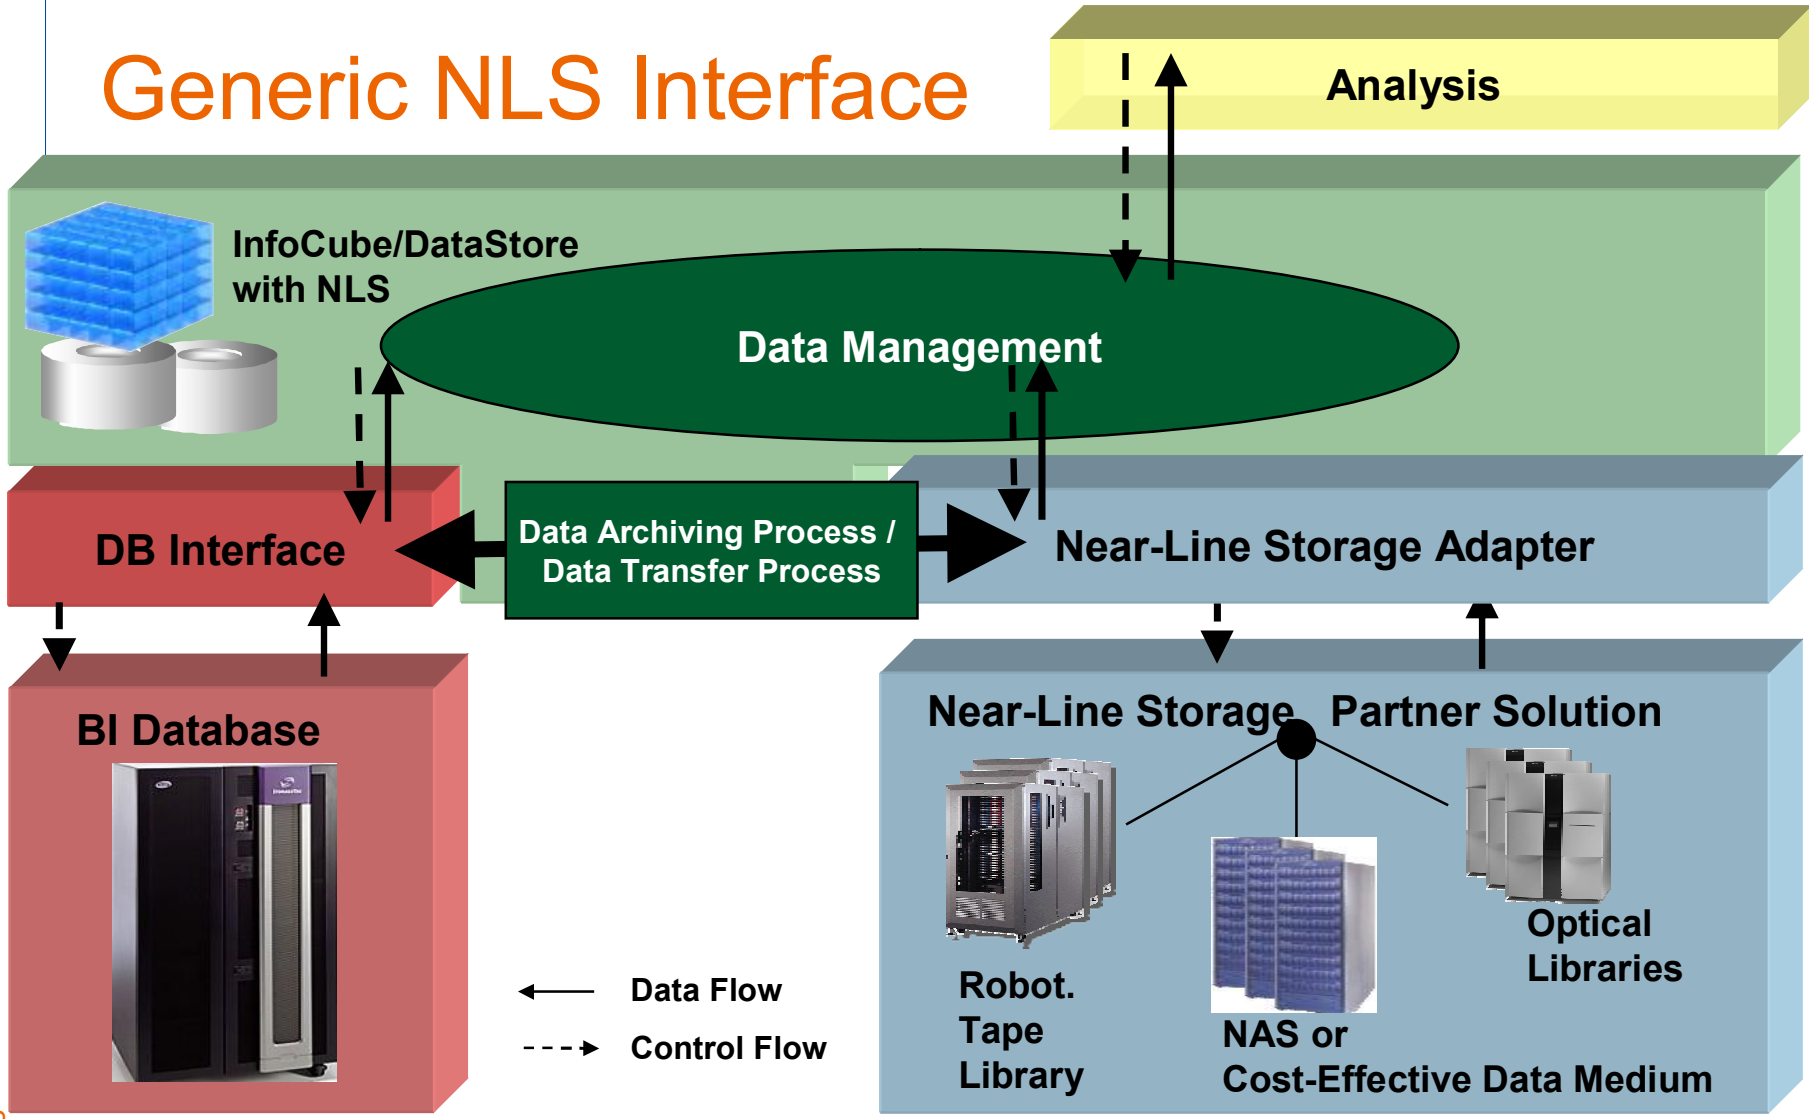 Generic NLS Interface
Analysis
InfoCube/DataStore
with NLS
Data Management
DB Interface
Data Archiving Process /
Data Transfer Process
Near-Line Storage Adapter
BI Database
Near-Line Storage Partner Solution
Optical
Libraries
Robot.
Tape
Library
NAS or
Cost-Effective Data Medium
Data Flow
Control Flow